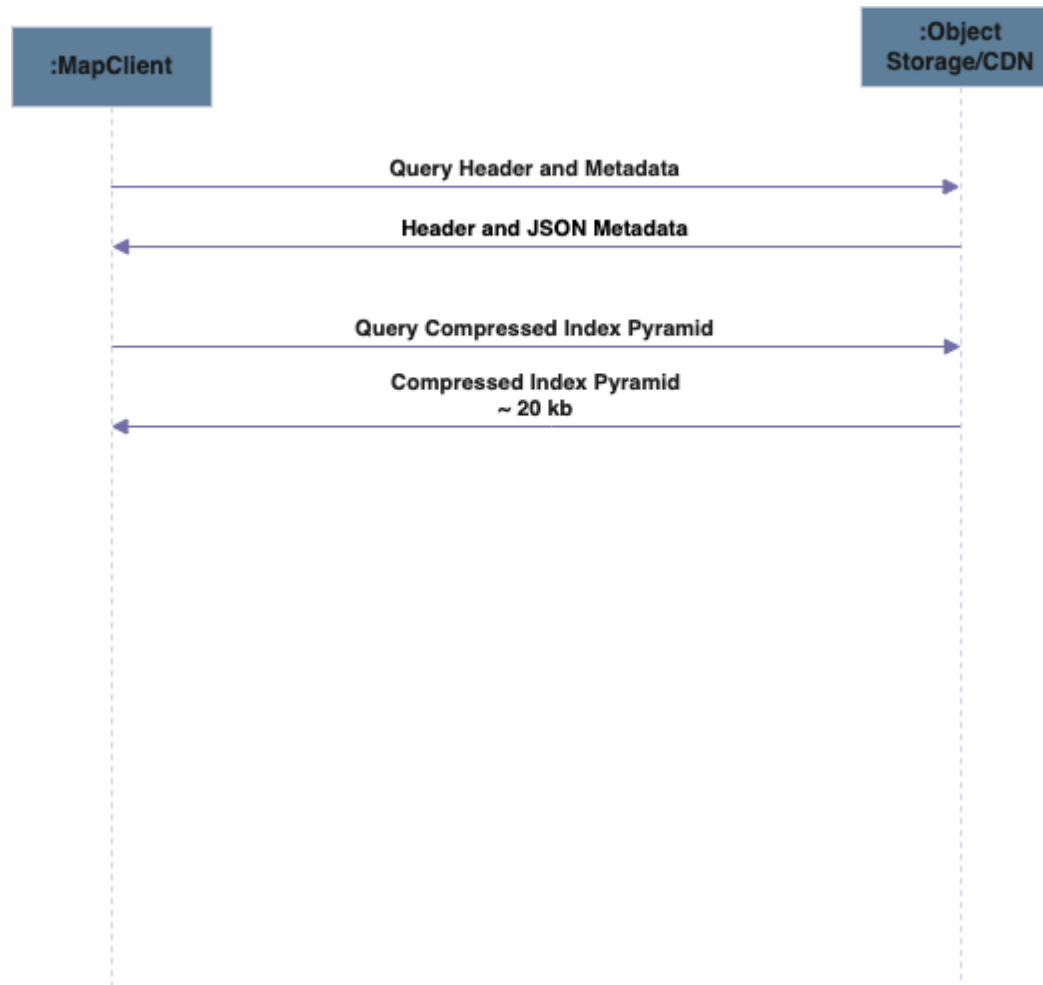 :MapClient
:Object
Storage/CDN
Query Header and Metadata
Header and JSON Metadata
Query Compressed Index Pyramid
Compressed Index Pyramid
~ 20 kb